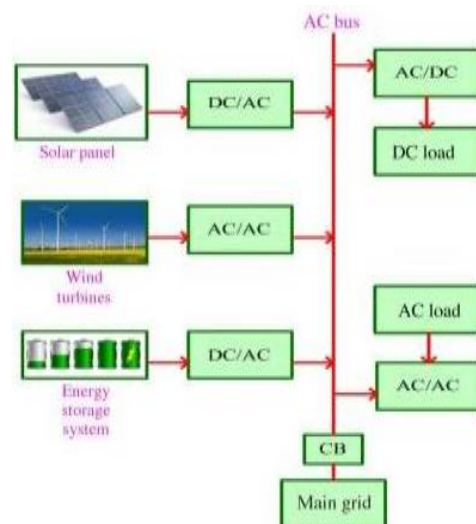 AC bus
DC/AC
AC/DC
Solar panel
DC load
AC/AC
Wind
turbines
AC load
DC/AC
AC/AC
Energy
storage
system
CB
Main grid